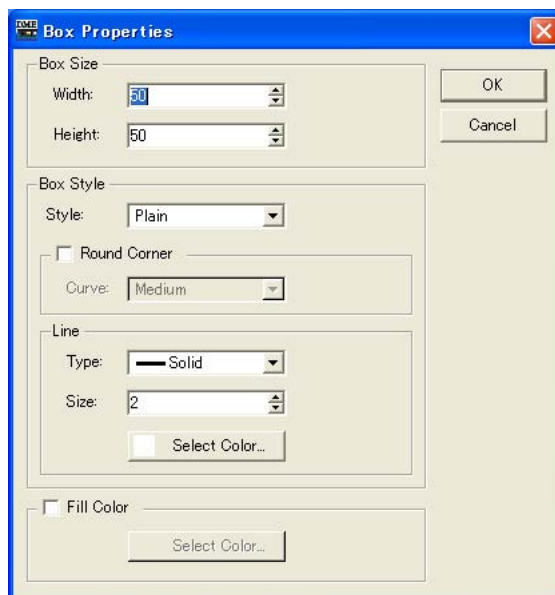 DME
Box Properties
Box Size
Width: 50
Height: 50
OK
Cancel
Box Style
Style: Plain
Round Corner
Curve: Medium
Line
Type: Solid
Size: 2
Select Color...
Fill Color
Select Color...